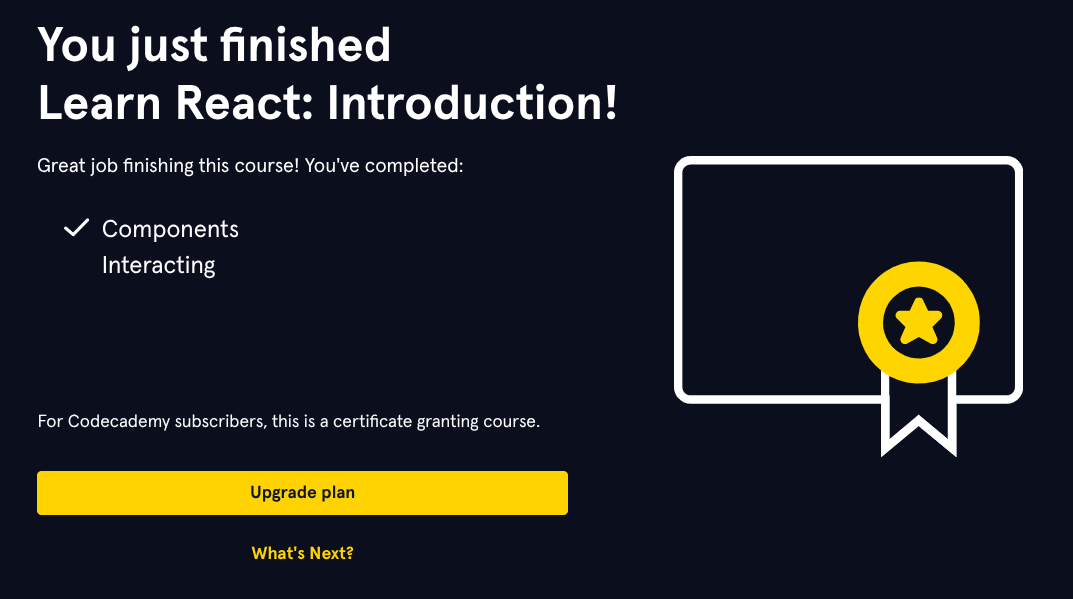 You just finished
Learn React: Introduction!
Great job finishing this course! You've completed:
Components
Interacting
For Codecademy subscribers, this is a certificate granting course.
Upgrade plan
What's Next?